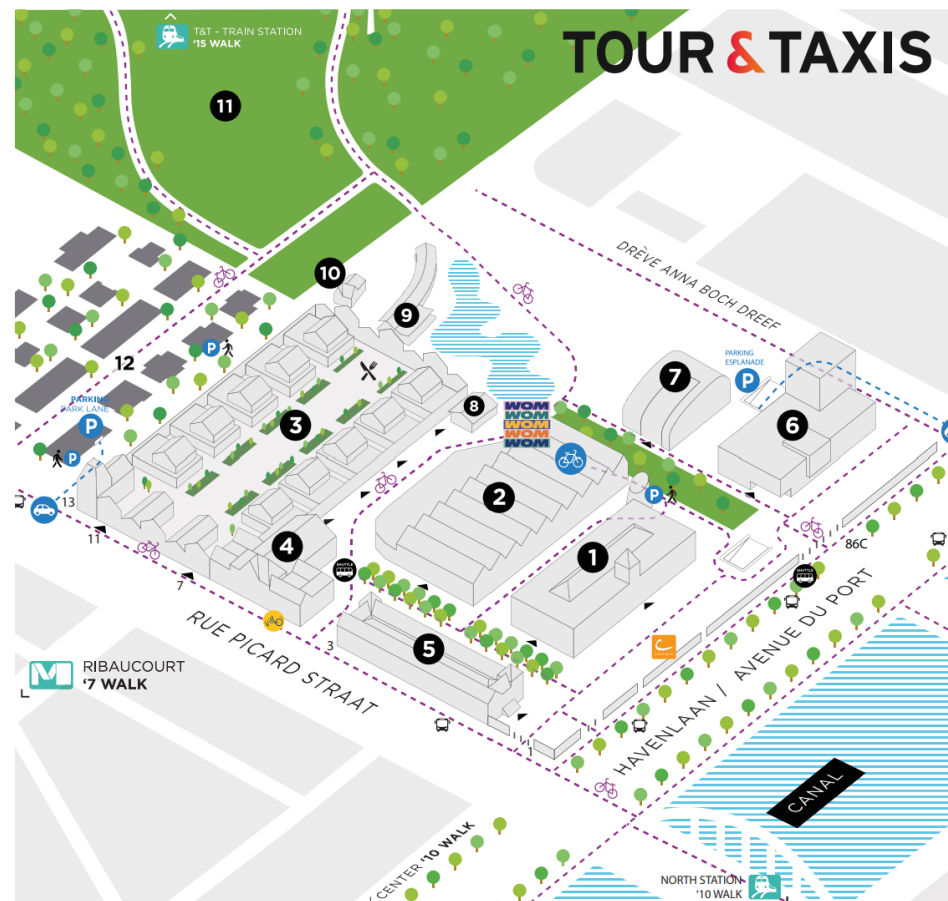 T&T - TRAIN STATION
'15 WALK
TOUR & TAXIS
11
DRÈVE ANNA BOCH DREEF
10
9
12
P
PARKING
PARK LANE
P
P
13
11
7
3
8
WOM
WOM
WOM
WOM
WOM
7
PARKING
ESPLANADE
P
6
2
P
1
4
SHUTTLE
5
3
86C
SHUTTLE
RUE PICARD STRAAT
M
RIBAUCOURT
'7 WALK
HAVENLAAN / AVENUE DU PORT
1
CANAL
CENTER '10 WALK
NORTH STATION
'10 WALK